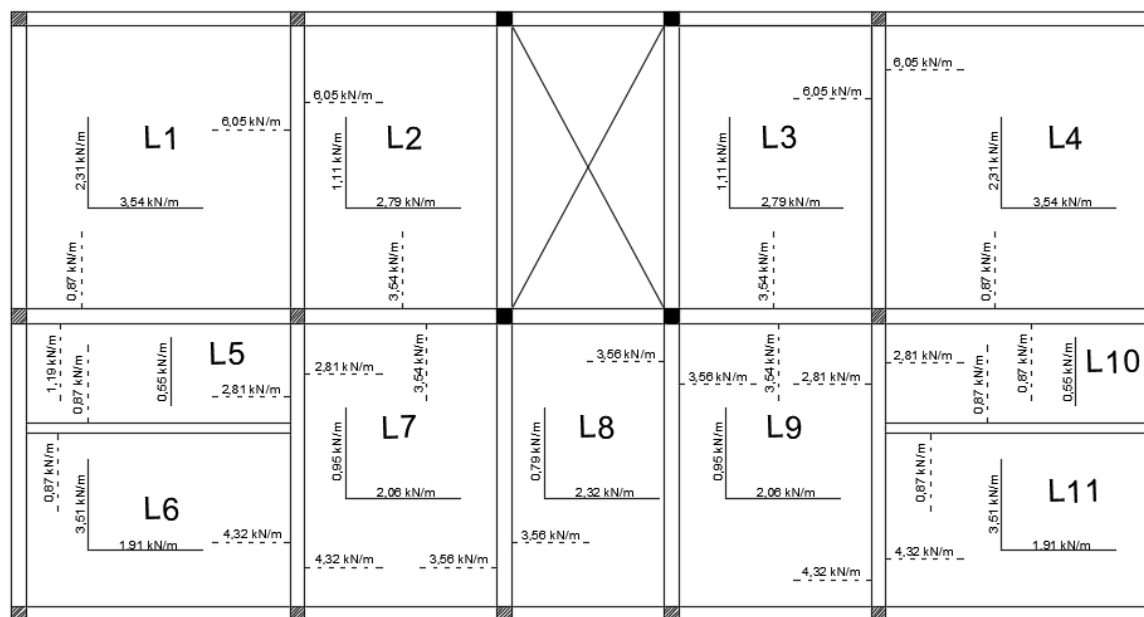 6,05 kN/m
6,05 kN/m
6,05 kN/m
6,05 kN/m
L1
L2
L3
L4
2,31 kN/m
3,54 kN/m
1,11 kN/m
2,79 kN/m
1,11 kN/m
2,79 kN/m
2,31 kN/m
3,54 kN/m
0,87 kN/m
3,54 kN/m
3,54 kN/m
0,87 kN/m
1,19 kN/m
0,87 kN/m
0,55 kN/m
L5
2,81 kN/m
2,81 kN/m
3,54 kN/m
3,56 kN/m
3,56 kN/m
3,54 kN/m
2,81 kN/m
2,81 kN/m
0,87 kN/m
0,87 kN/m
0,55 kN/m
L10
L7
L8
L9
0,87 kN/m
3,51 kN/m
L6
1,91 kN/m
4,32 kN/m
0,95 kN/m
2,06 kN/m
0,79 kN/m
2,32 kN/m
0,95 kN/m
2,06 kN/m
0,87 kN/m
3,51 kN/m
L11
1,91 kN/m
4,32 kN/m
3,56 kN/m
3,56 kN/m
4,32 kN/m
4,32 kN/m